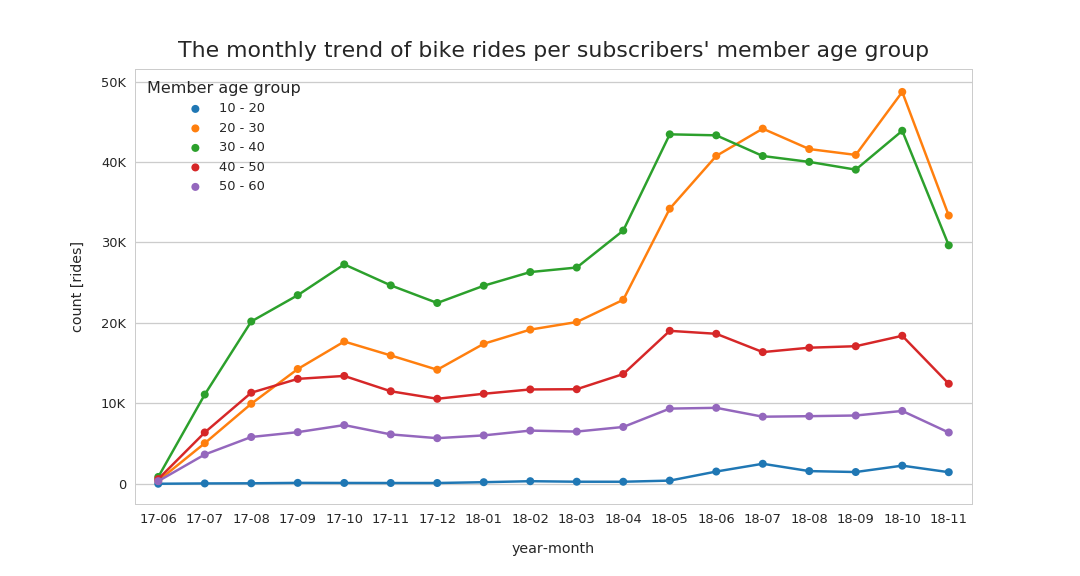 The monthly trend of bike rides per subscribers' member age group
50K
40K
30K
20K
10K
0
count [rides]
Member age group
10 - 20
20 - 30
30 - 40
40 - 50
50 - 60
17-06 17-07 17-08 17-09 17-10 17-11 17-12 18-01 18-02 18-03 18-04 18-05 18-06 18-07 18-08 18-09 18-10 18-11
year-month